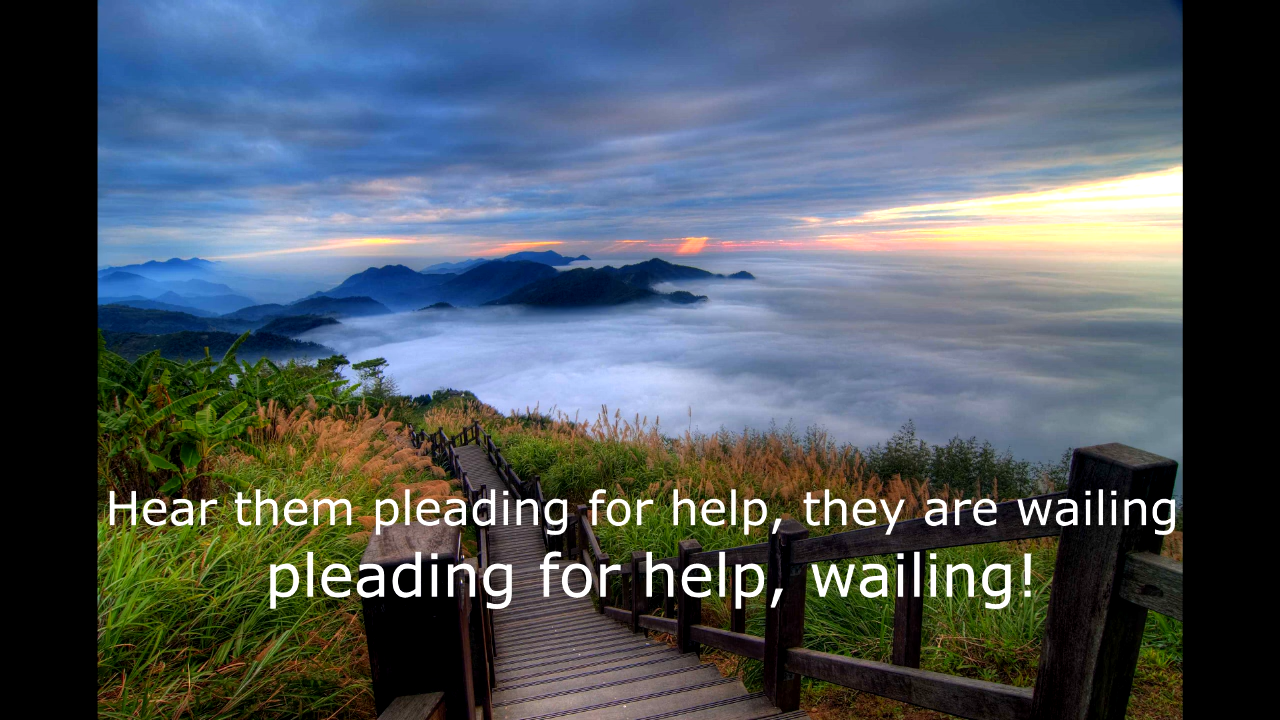 Hear them pleading for help, they are wailing
pleading for help, wailing!